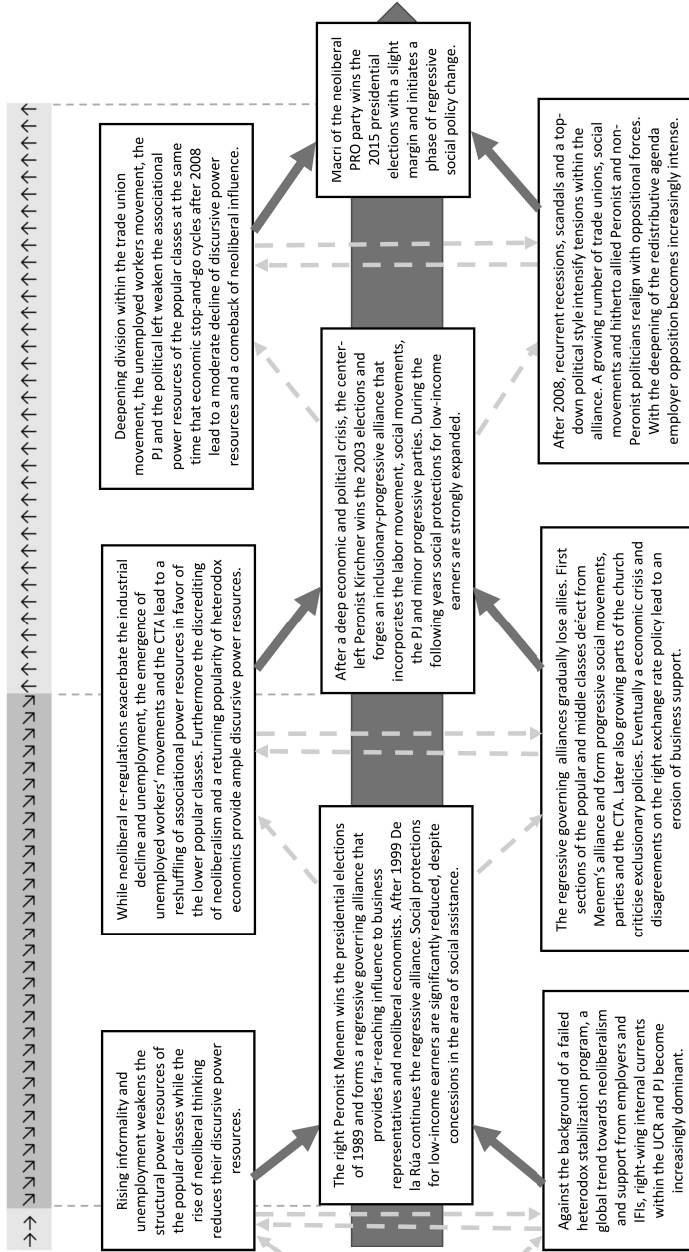 Rising informality and
unemployment weakens the
structural power resources of
the popular classes while the
rise of neoliberal thinking
reduces their discursive power
resources.
While neoliberal re-regulations exacerbate the industrial
decline and unemployment, the emergence of
unemployed workers‘ movements and the CTA lead to a
reshuffling of associational power resources in favor of
the lower popular classes. Furthermore the discrediting
of neoliberalism and a returning popularity of heterodox
economics provide ample discursive power resources.
Deepening division within the trade union
movement, the unemployed workers movement, the
PJ and the political left weaken the associational
power resources of the popular classes at the same
time that economic stop-and-go cycles after 2008
lead to a moderate decline of discursive power
resources and a comeback of neoliberal influence.
The right Peronist Menem wins the presidential elections
of 1989 and forms a regressive governing alliance that
provides far-reaching influence to business
representatives and neoliberal economists. After 1999 De
la Rúa continues the regressive alliance. Social protections
for low-income earners are significantly reduced, despite
concessions in the area of social assistance.
After a deep economic and political crisis, the center-
left Peronist Kirchner wins the 2003 elections and
forges an inclusionary-progressive alliance that
incorporates the labor movement, social movements,
the PJ and minor progressive parties. During the
following years social protections for low-income
earners are strongly expanded.
Macri of the neoliberal
PRO party wins the
2015 presidential
elections with a slight
margin and initiates a
phase of regressive
social policy change.
Against the background of a failed
heterodox stabilization program, a
global trend towards neoliberalism
and support from employers and
IFIs, right-wing internal currents
within the UCR and PJ become
increasingly dominant.
The regressive governing alliances gradually lose allies. First
sections of the popular and middle classes defect from
Menem’s alliance and form progressive social movements,
parties and the CTA. Later also growing parts of the church
criticise exclusionary policies. Eventually a economic crisis and
disagreements on the right exchange rate policy lead to an
erosion of business support.
After 2008, recurrent recessions, scandals and a top-
down political style intensify tensions within the
alliance. A growing number of trade unions, social
movements and hitherto allied Peronist and non-
Peronist politicians realign with oppositional forces.
With the deepening of the redistributive agenda
employer opposition becomes increasingly intense.